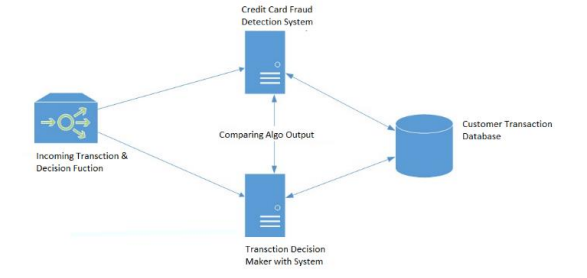 Credit Card Fraud
Detection System
Comparing Algo Output
Customer Transaction
Database
Incoming Transction &
Decision Fuction
Transction Decision
Maker with System